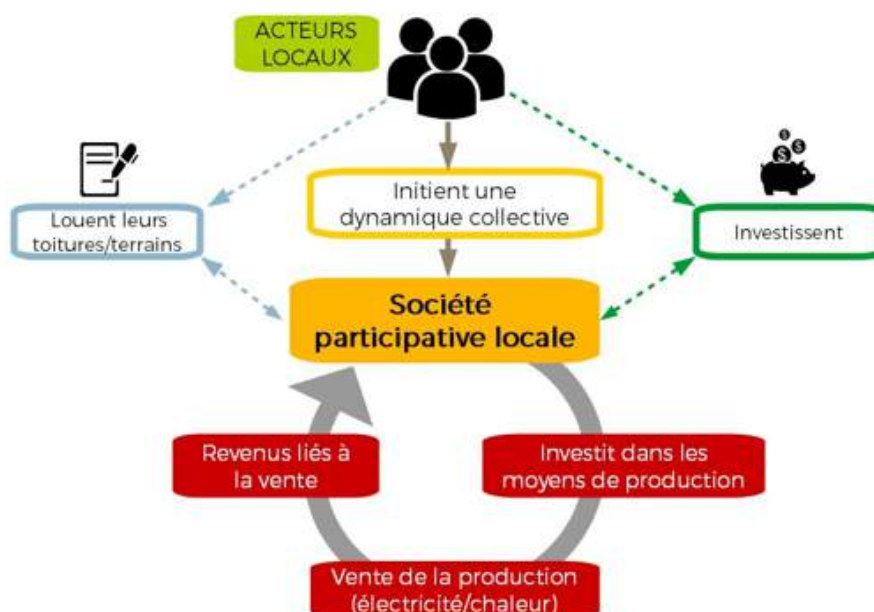 ACTEURS
LOCAUX
Initient une
dynamique collective
Louent leurs
toitures/terrains
Investissent
Société
participative locale
Revenus liés à
la vente
Investit dans les
moyens de production
Vente de la production
(électricité/chaleur)